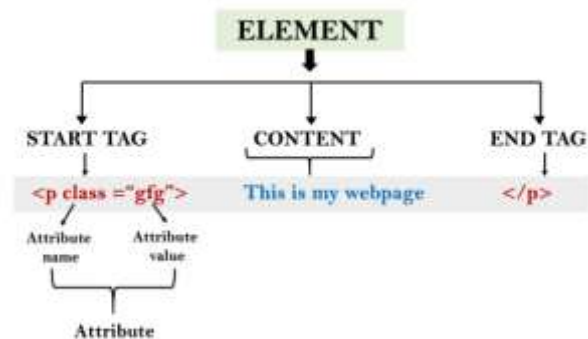 ELEMENT
START TAG CONTENT END TAG
<p class ="gfg"> This is my webpage </p>
Attribute name Attribute value
Attribute